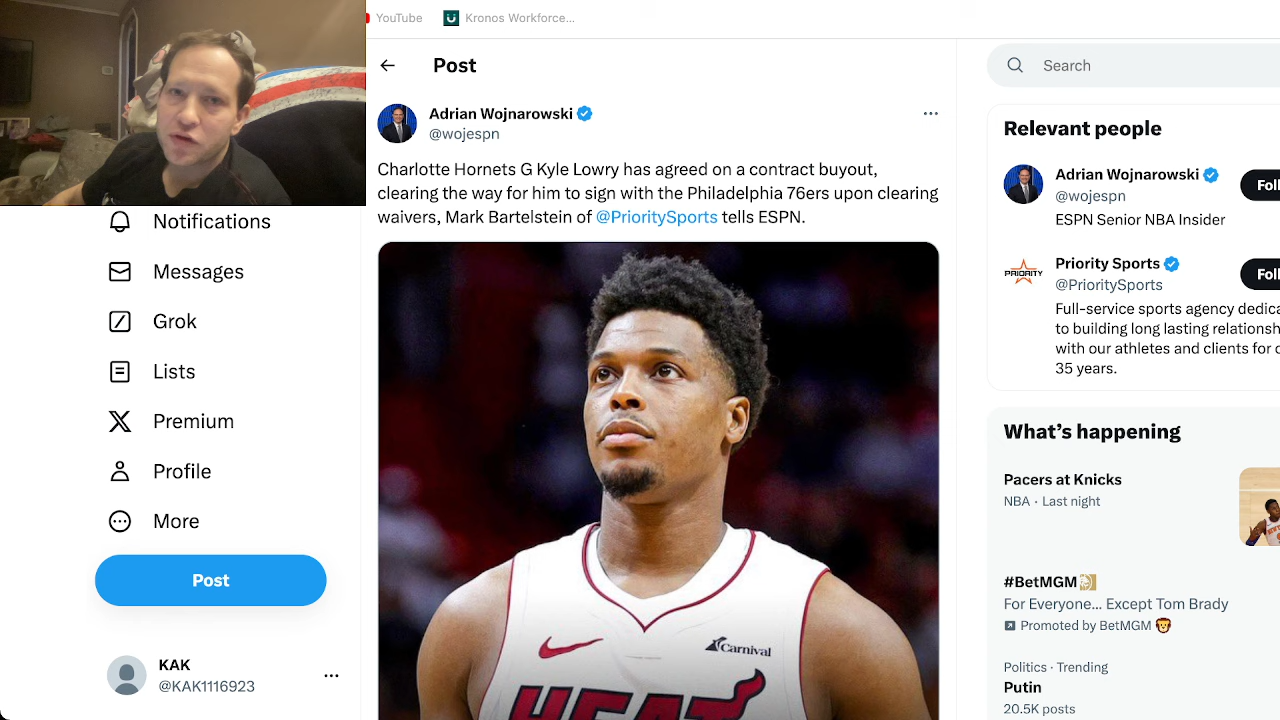 YouTube
Kronos Workforce...
Post
Search
Adrian Wojnarowski
@wojespn
Charlotte Hornets G Kyle Lowry has agreed on a contract buyout,
clearing the way for him to sign with the Philadelphia 76ers upon clearing
waivers, Mark Bartelstein of @PrioritySports tells ESPN.
Carnival
HEAT
Notifications
Messages
Grok
Lists
Premium
Profile
More
Post
KAK
@KAK1116923
Relevant people
Adrian Wojnarowski
@wojespn
Foll
ESPN Senior NBA Insider
PRIORITY
Priority Sports
@PrioritySports
Foll
Full-service sports agency dedica
to building long lasting relationsh
with our athletes and clients for o
35 years.
What's happening
Pacers at Knicks
NBA · Last night
#BetMGM
For Everyone... Except Tom Brady
Promoted by BetMGM
Politics · Trending
Putin
20.5K posts